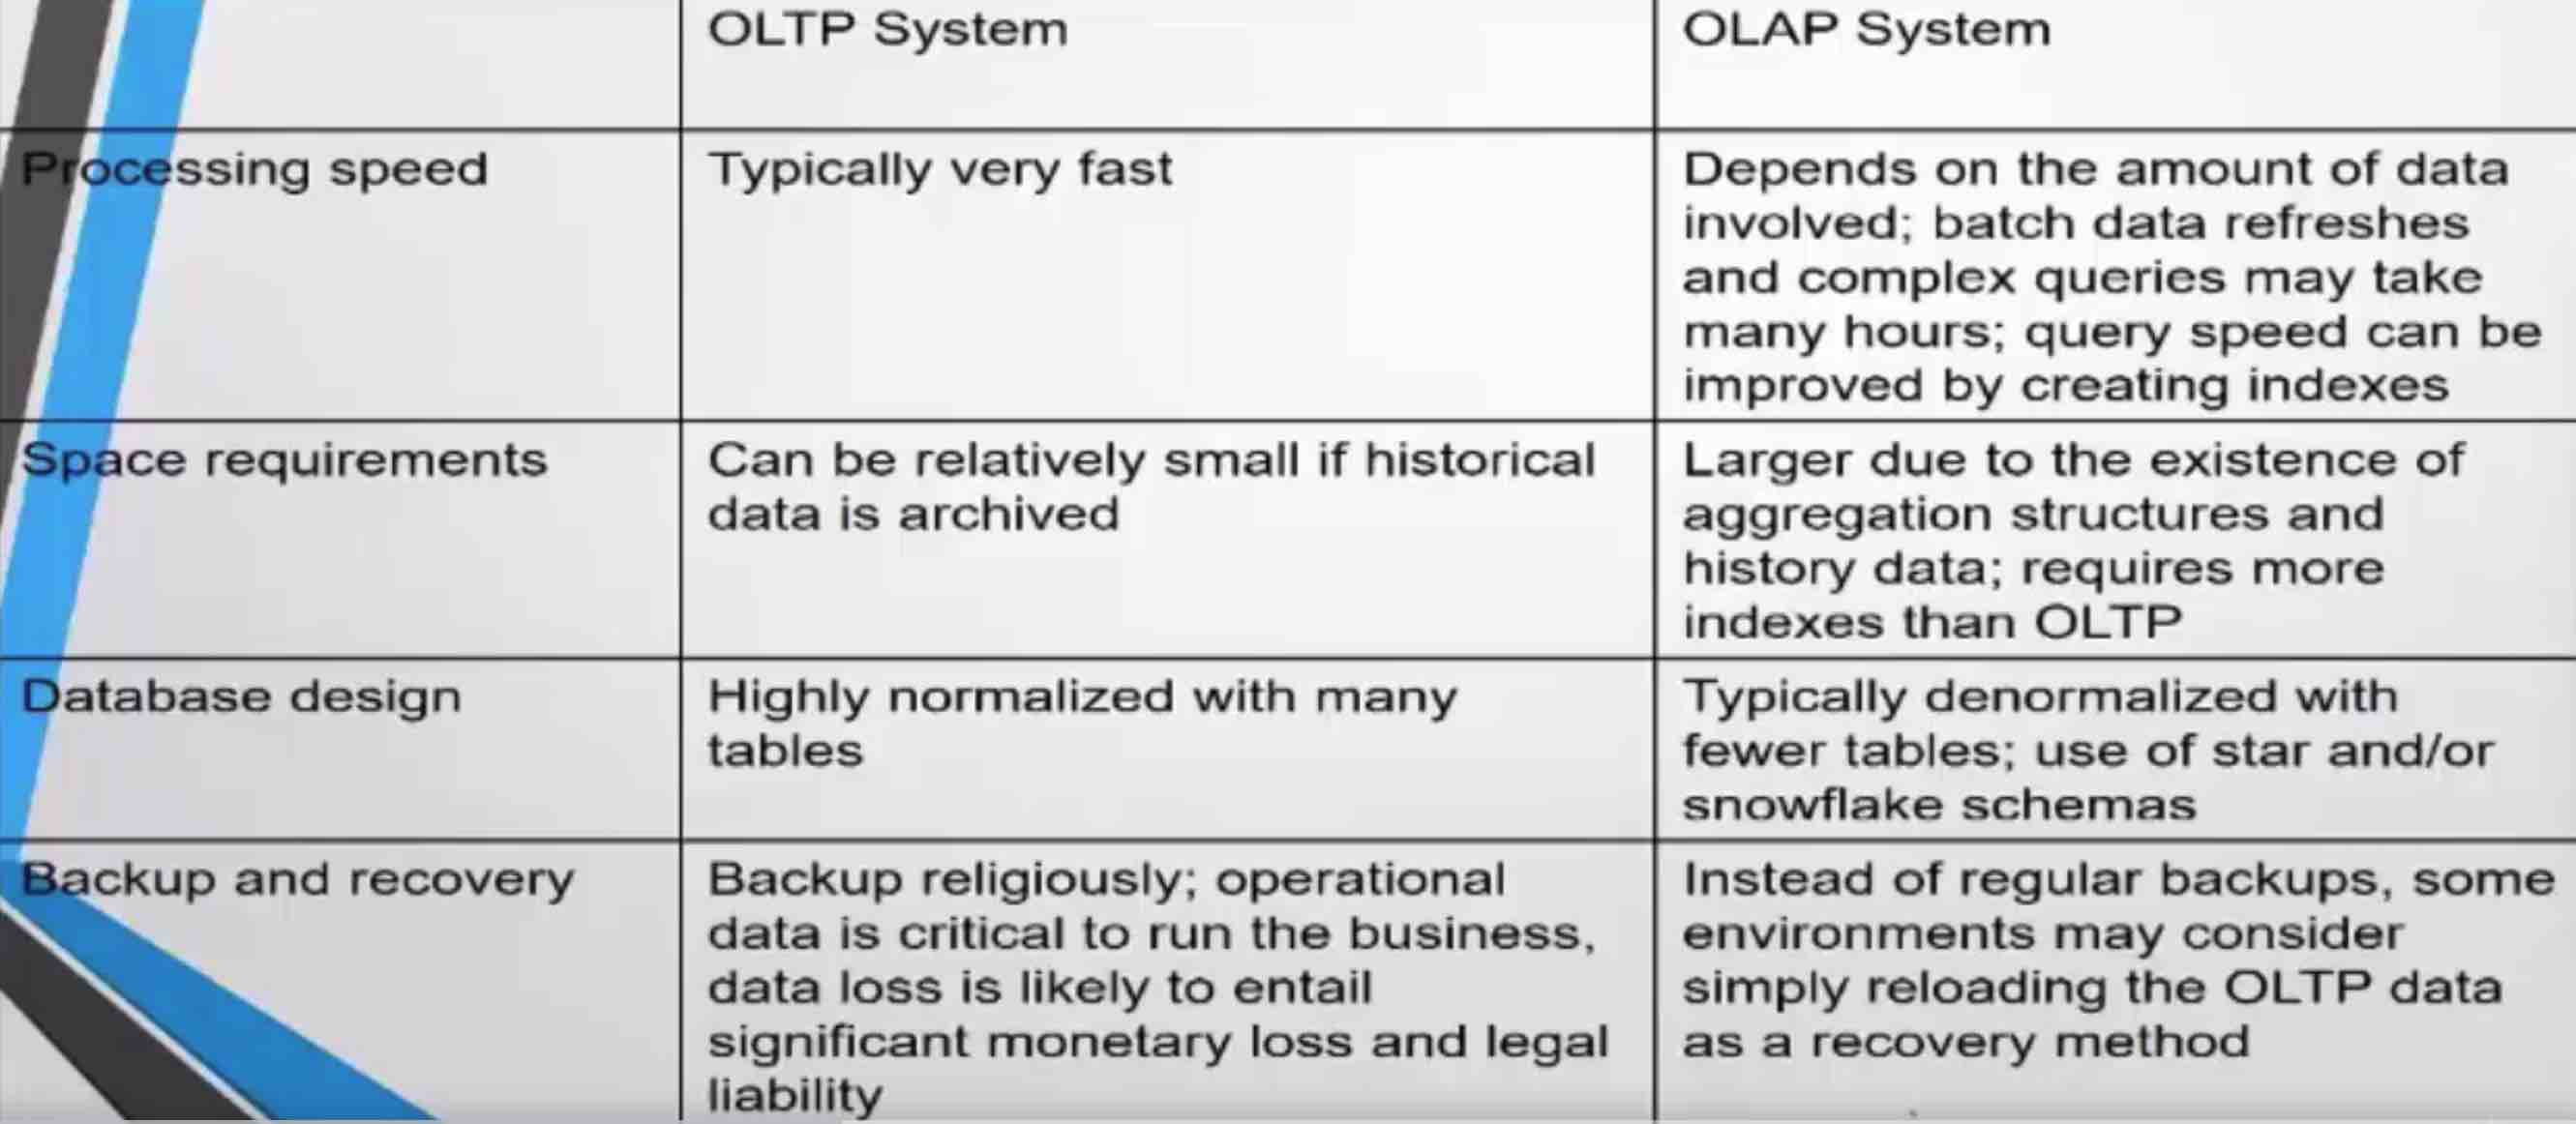 OLTP System
OLAP System
Processing speed
Typically very fast
Depends on the amount of data
involved; batch data refreshes
and complex queries may take
many hours; query speed can be
improved by creating indexes
Space requirements
Can be relatively small if historical
data is archived
Larger due to the existence of
aggregation structures and
history data; requires more
indexes than OLTP
Database design
Highly normalized with many
tables
Typically denormalized with
fewer tables; use of star and/or
snowflake schemas
Backup and recovery
Backup religiously; operational
data is critical to run the business,
data loss is likely to entail
significant monetary loss and legal
liability
Instead of regular backups, some
environments may consider
simply reloading the OLTP data
as a recovery method